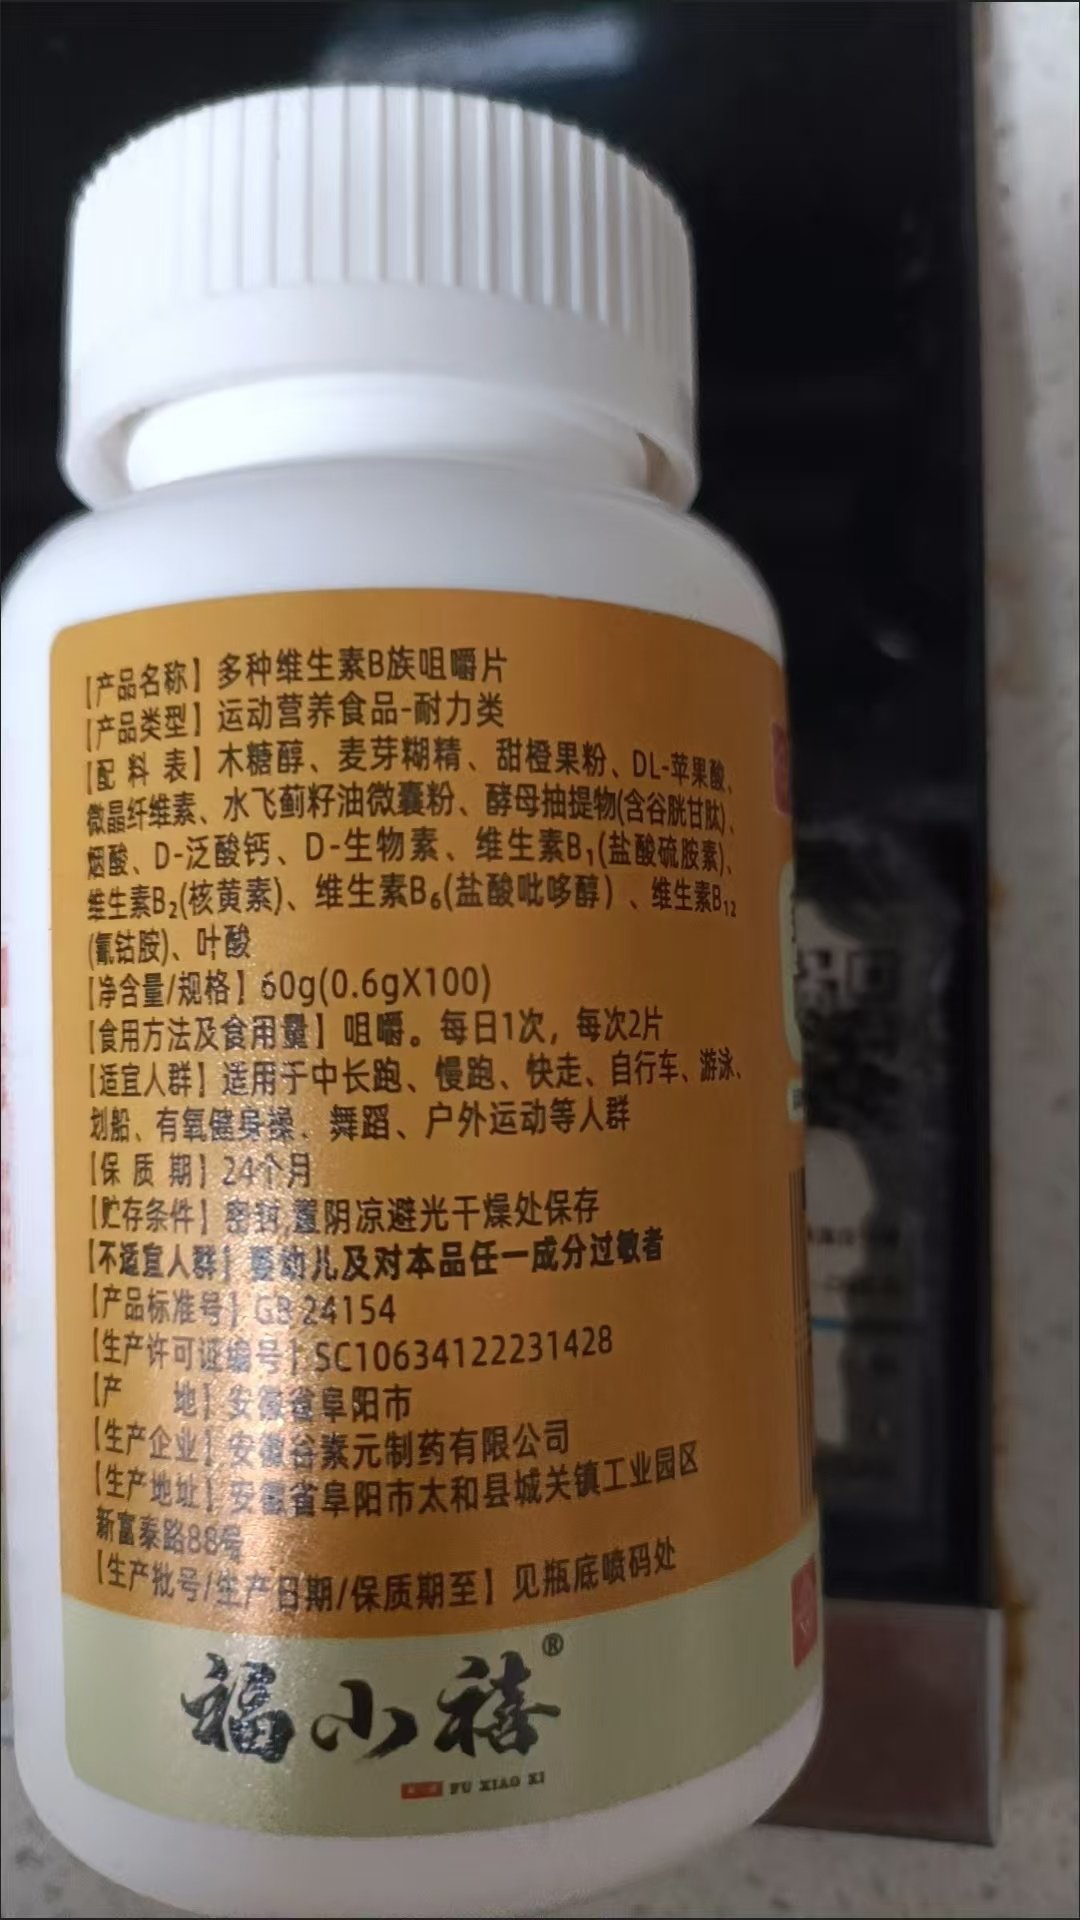 【产品名称】多种维生素B族咀嚼片
【产品类型】运动营养食品-耐力类
【配料表】木糖醇、麦芽糊精、甜橙果粉、DL-苹果酸、
微晶纤维素、水飞蓟籽油微囊粉、酵母抽提物(含谷胱甘肽)、
烟酸、D-泛酸钙、D-生物素、维生素B₁(盐酸硫胺素)、
维生素B₂(核黄素)、维生素B₆(盐酸吡哆醇)、维生素B₁₂
(氰钴胺)、叶酸
【净含量/规格】60g(0.6gX100)
【食用方法及食用量】咀嚼。每日1次，每次2片
【适宜人群】适用于中长跑、慢跑、快走、自行车、游泳、
划船、有氧健身操、舞蹈、户外运动等人群
【保质期】24个月
【贮存条件】密封,置阴凉避光干燥处保存
【不适宜人群】婴幼儿及对本品任一成分过敏者
【产品标准号】GB 24154
【生产许可证编号】SC10634122231428
【产地】安徽省阜阳市
【生产企业】安徽谷素元制药有限公司
【生产地址】安徽省阜阳市太和县城关镇工业园区
新富泰路88号
【生产批号/生产日期/保质期至】见瓶底喷码处
福小禧®
FU XIAO XI